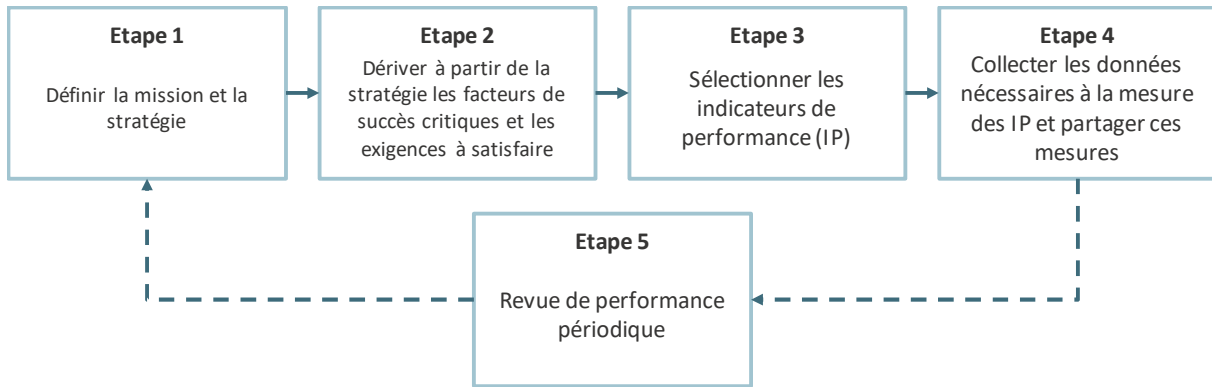 Etape 1
Définir la mission et la
stratégie
Etape 2
Dériver à partir de la
stratégie les facteurs de
succès critiques et les
exigences à satisfaire
Etape 3
Sélectionner les
indicateurs de
performance (IP)
Etape 4
Collecter les données
nécessaires à la mesure
des IP et partager ces
mesures
Etape 5
Revue de performance
périodique